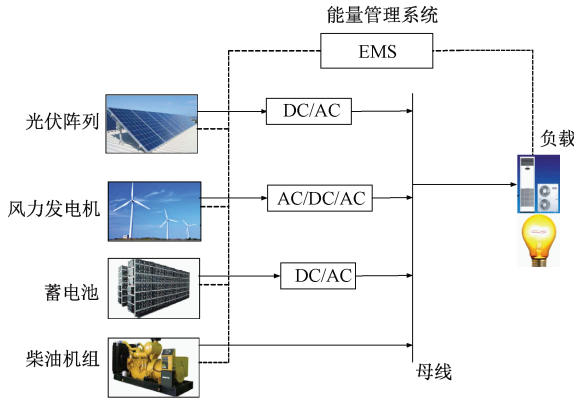 能量管理系统
EMS
光伏阵列
DC/AC
负载
风力发电机
AC/DC/AC
蓄电池
DC/AC
柴油机组
母线